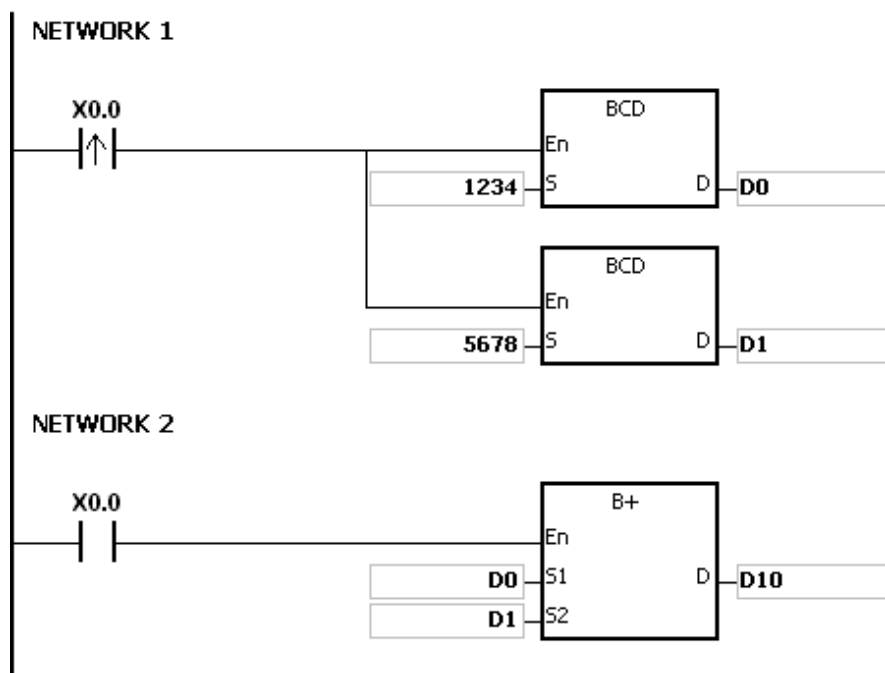 NETWORK 1
X0.0
BCD
En
1234 S D D0
BCD
En
5678 S D D1
NETWORK 2
X0.0
B+
En
D0 S1 D D10
D1 S2